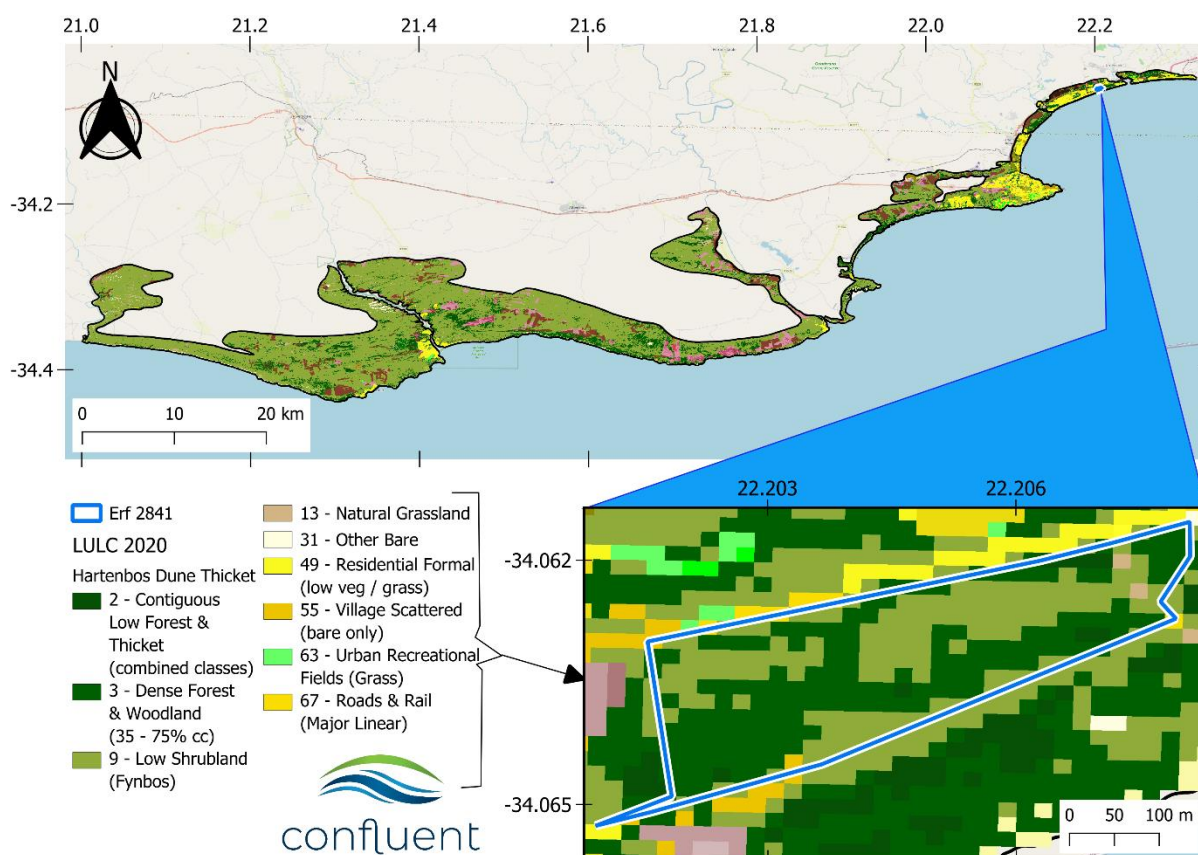 21.0 21.2 21.4 21.6 21.8 22.0 22.2
N
-34.2
-34.4
0 10 20 km
Erf 2841
LULC 2020
Hartenbos Dune Thicket
2 - Contiguous
Low Forest &
Thicket
(combined classes)
3 - Dense Forest
& Woodland
(35 - 75% cc)
9 - Low Shrubland
(Fynbos)
13 - Natural Grassland
31 - Other Bare
49 - Residential Formal
(low veg / grass)
55 - Village Scattered
(bare only)
63 - Urban Recreational
Fields (Grass)
67 - Roads & Rail
(Major Linear)
confluent
22.203 22.206
-34.062
-34.065
0 50 100 m